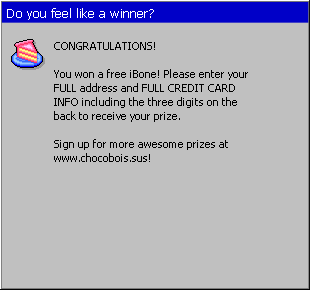 Do you feel like a winner?
CONGRATULATIONS!
You won a free iBone! Please enter your
FULL address and FULL CREDIT CARD
INFO including the three digits on the
back to receive your prize.
Sign up for more awesome prizes at
www.chocobois.sus!